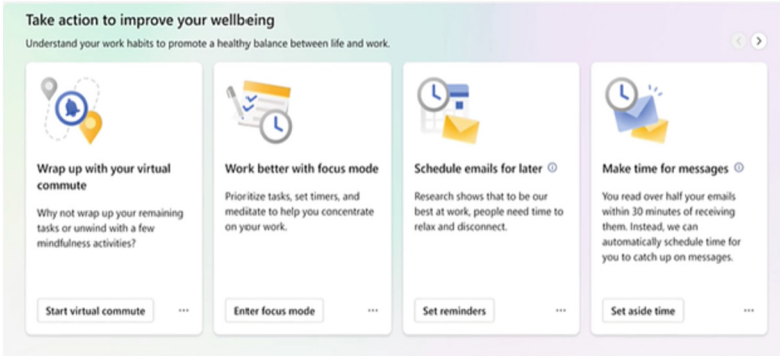 Take action to improve your wellbeing
Understand your work habits to promote a healthy balance between life and work.
Wrap up with your virtual
commute
Why not wrap up your remaining
tasks or unwind with a few
mindfulness activities?
Start virtual commute
Work better with focus mode
Prioritize tasks, set timers, and
meditate to help you concentrate
on your work.
Enter focus mode
Schedule emails for later
Research shows that to be our
best at work, people need time to
relax and disconnect.
Set reminders
Make time for messages
You read over half your emails
within 30 minutes of receiving
them. Instead, we can
automatically schedule time for
you to catch up on messages.
Set aside time